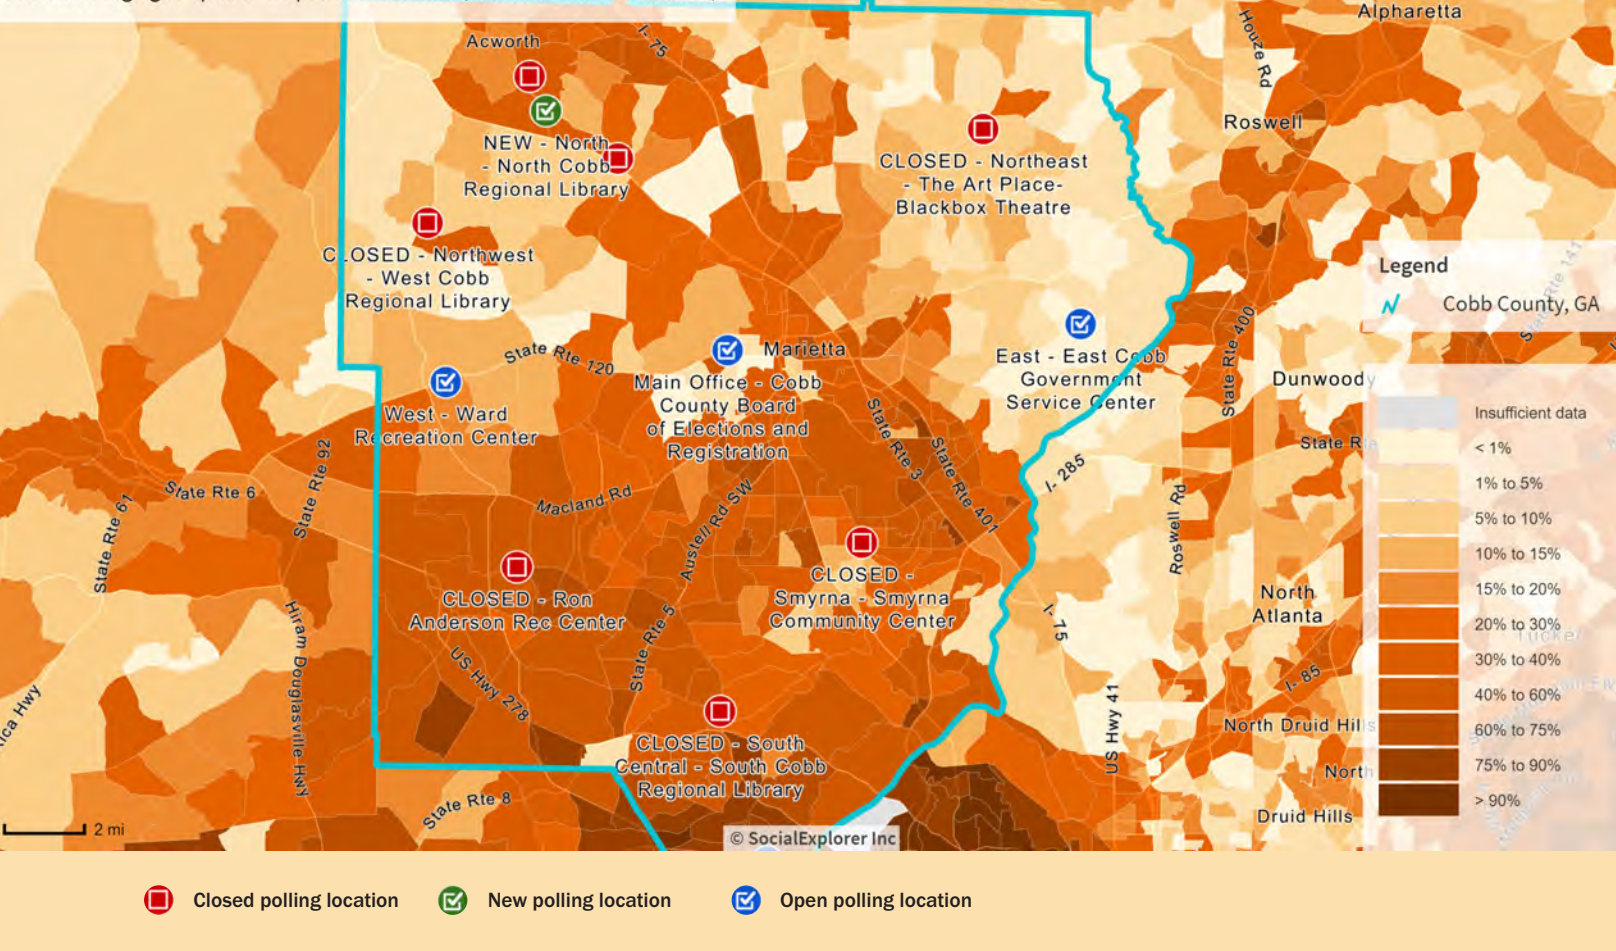 Alpharetta
Houze Rd
I- 75
Acworth
Roswell
NEW - North
- North Cobb
Regional Library
CLOSED - Northeast
- The Art Place-
Blackbox Theatre
CLOSED - Northwest
- West Cobb
Regional Library
Legend
Cobb County, GA
State Rte 141
State Rte 400
State Rte 120
Marietta
East - East Cobb
Government
Service Center
Dunwoody
Main Office - Cobb
County Board
of Elections and
Registration
West - Ward
Recreation Center
State Rte 3
State Rte 401
State Rte 92
State Rte 6
State Rte 61
Macland Rd
Austell Rd SW
I- 285
Roswell Rd
State Rte
Insufficient data
< 1%
1% to 5%
5% to 10%
10% to 15%
15% to 20%
20% to 30%
30% to 40%
40% to 60%
60% to 75%
75% to 90%
> 90%
CLOSED - Ron
Anderson Rec Center
CLOSED -
Smyrna - Smyrna
Community Center
North
Atlanta
I- 75
Tucker
Hiram Douglasville Hwy
State Rte 5
US Hwy 278
I- 85
US Hwy 41
North Druid Hills
CLOSED - South
Central - South Cobb
Regional Library
North
Druid Hills
State Rte 8
2 mi
© SocialExplorer Inc
Closed polling location
New polling location
Open polling location